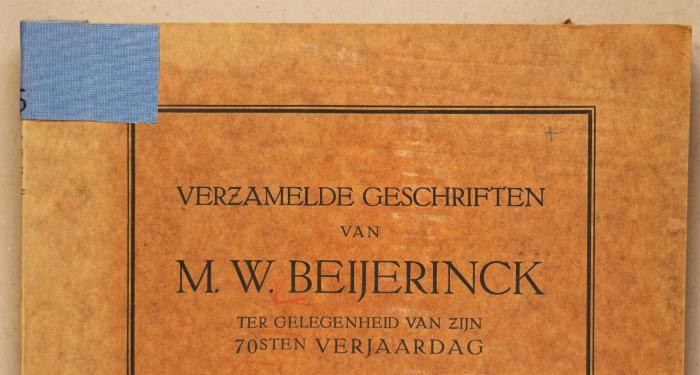 VERZAMELDE GESCHRIFTEN
VAN
M. W. BEIJERINCK
TER GELEGENHEID VAN ZIJN
70STEN VERJAARDAG